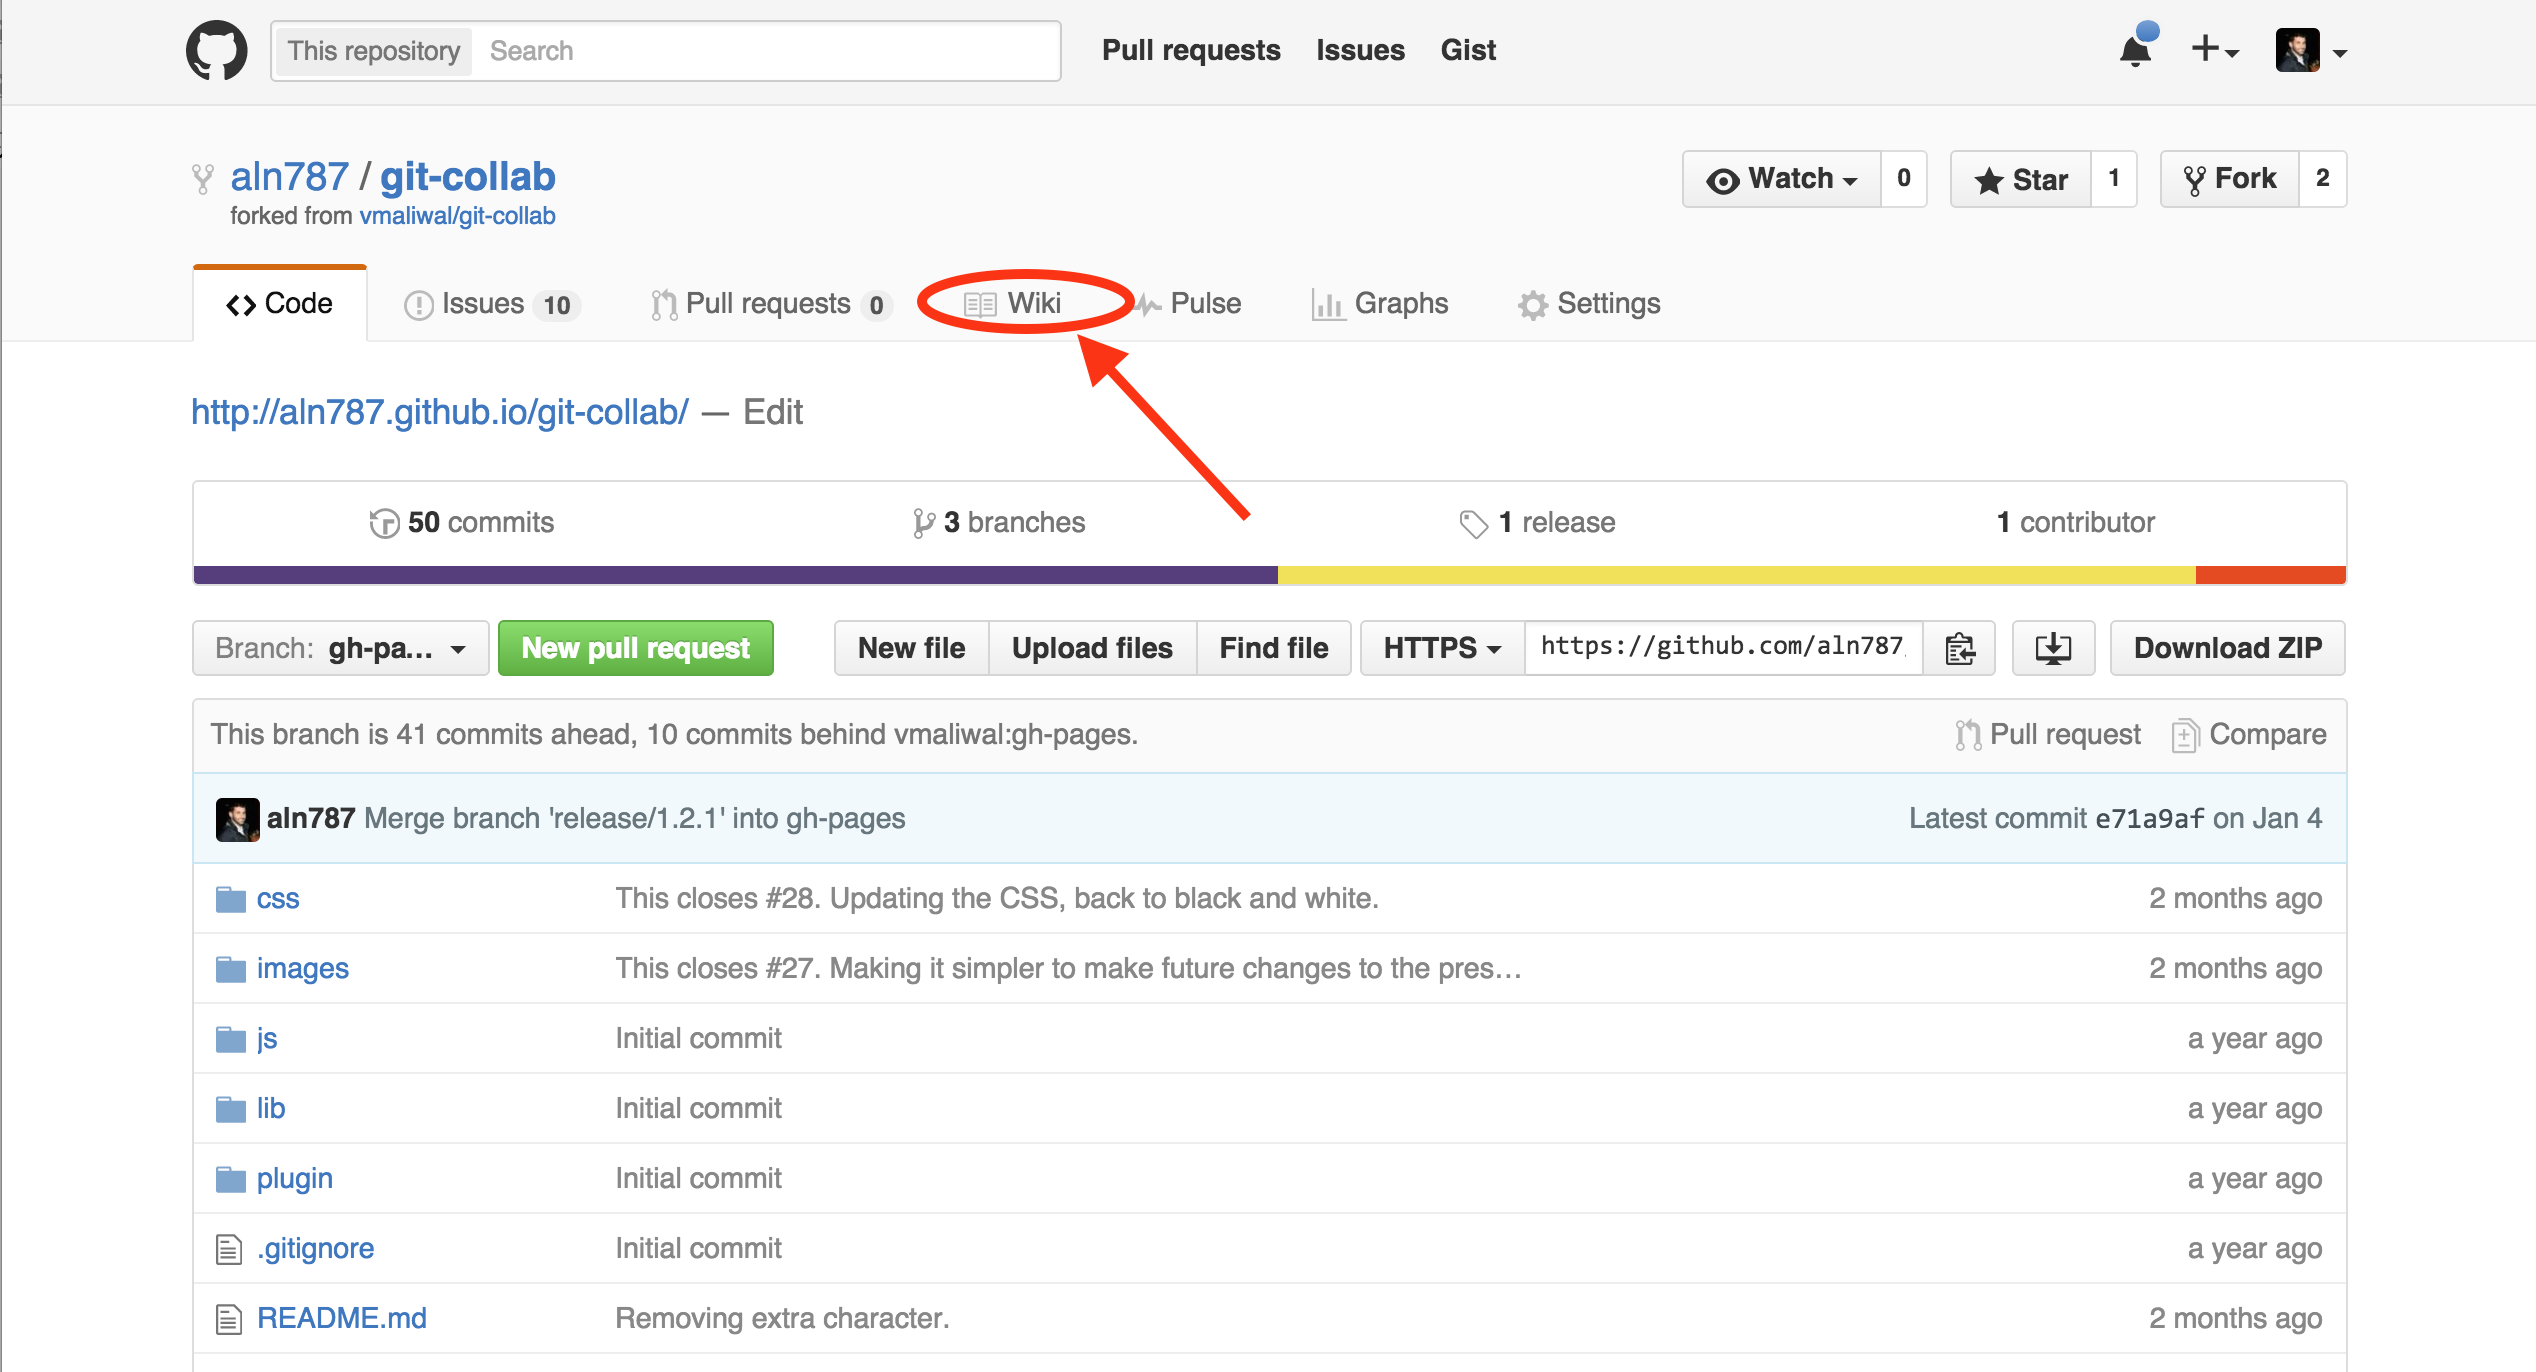 This repository Search Pull requests Issues Gist
aln787 / git-collab
forked from vmaliwal/git-collab
Watch 0 Star 1 Fork 2
Code Issues 10 Pull requests 0 Wiki Pulse Graphs Settings
http://aln787.github.io/git-collab/ — Edit
50 commits 3 branches 1 release 1 contributor
Branch: gh-pa... New pull request New file Upload files Find file HTTPS https://github.com/aln787 Download ZIP
This branch is 41 commits ahead, 10 commits behind vmaliwal:gh-pages. Pull request Compare
aln787 Merge branch 'release/1.2.1' into gh-pages Latest commit e71a9af on Jan 4
css This closes #28. Updating the CSS, back to black and white. 2 months ago
images This closes #27. Making it simpler to make future changes to the pres… 2 months ago
js Initial commit a year ago
lib Initial commit a year ago
plugin Initial commit a year ago
.gitignore Initial commit a year ago
README.md Removing extra character. 2 months ago